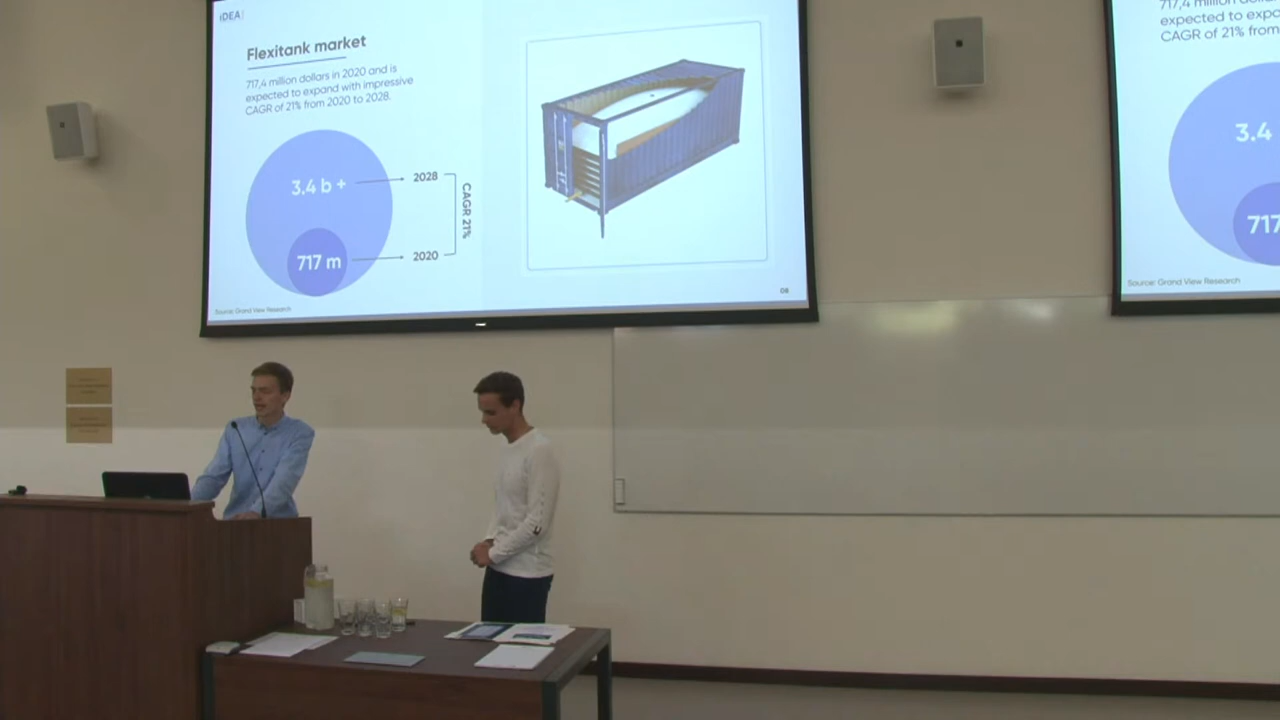 iDEA
Flexitank market
717,4 million dollars in 2020 and is
expected to expand with impressive
CAGR of 21% from 2020 to 2028.
3.4 b +
2028
CAGR 21%
717 m
2020
Source: Grand View Research
08
717,4 million dolla
expected to expa
CAGR of 21% from
3.4
717
Source: Grand View Research